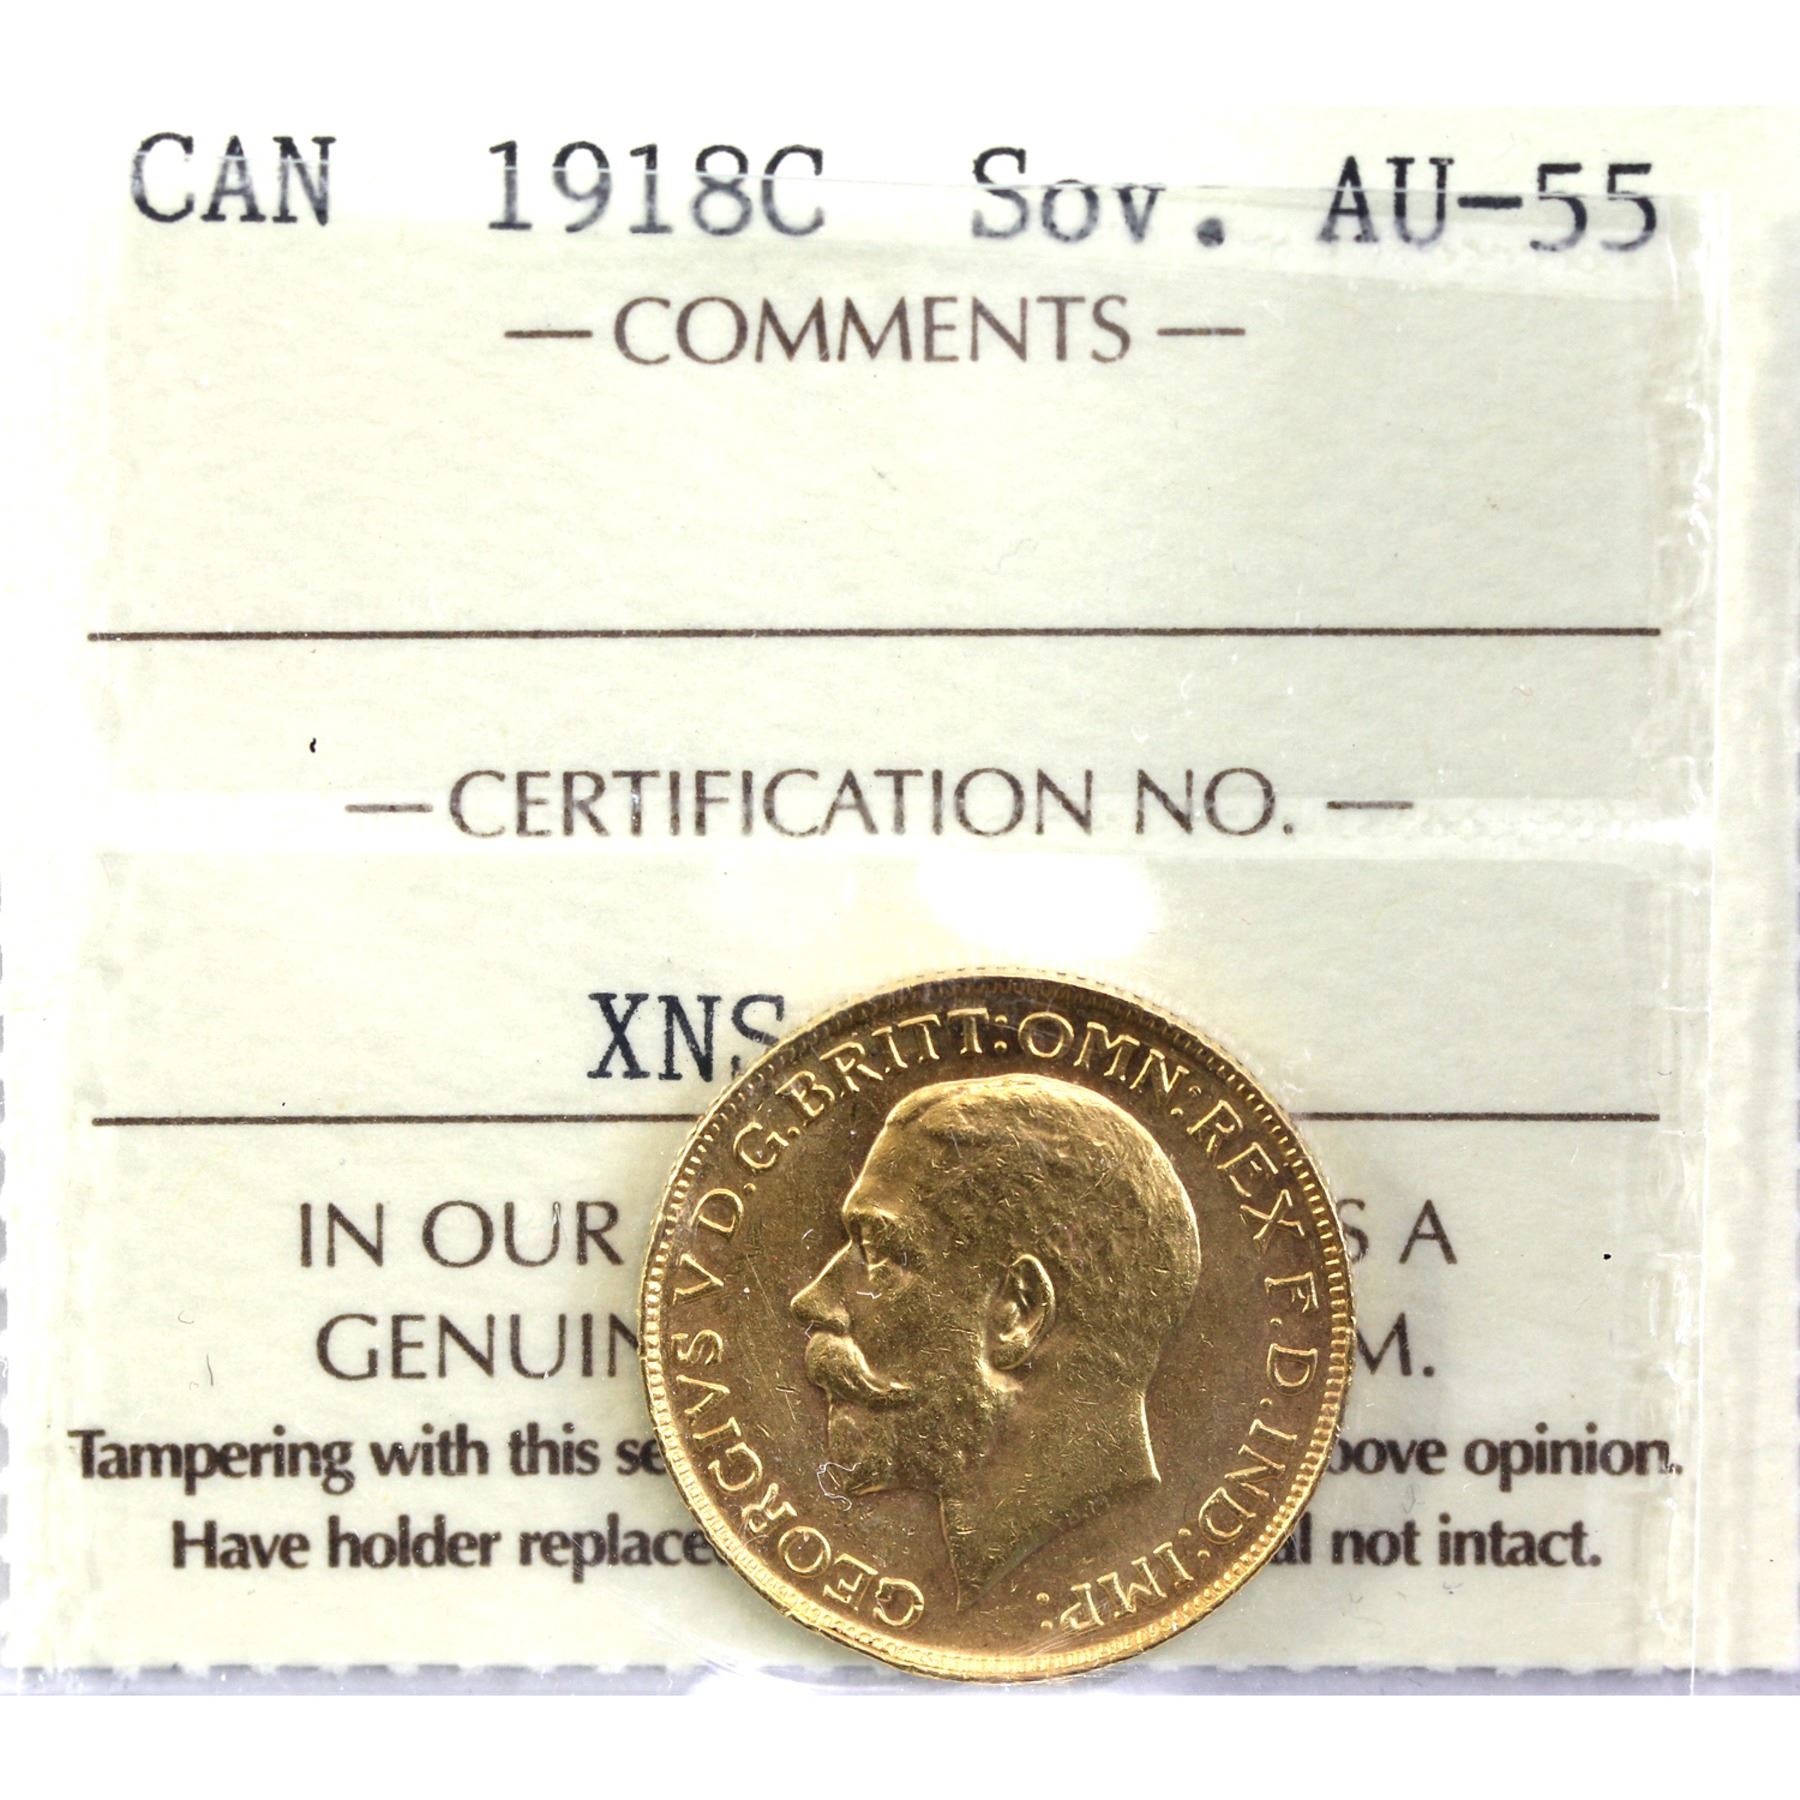 CAN 1918C Sov. AU-55
— COMMENTS —
— CERTIFICATION NO. —
XNS
IN OUR S A
GENUIN M.
Tampering with this se bove opinion.
Have holder replace al not intact.
GEORGIVS V D.G.BRITT:OMN:REX F.D.IND:IMP: